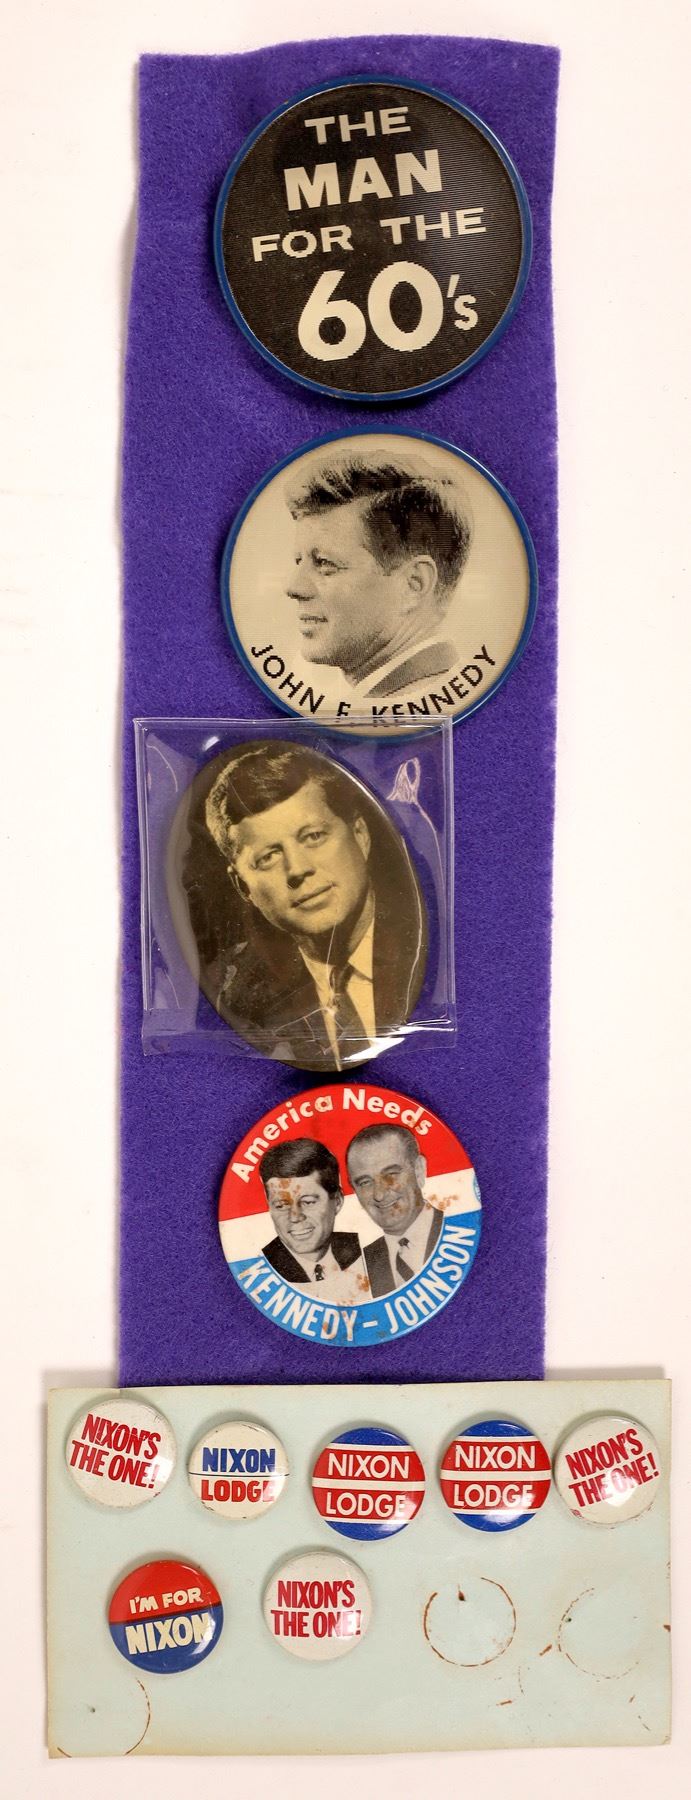 THE
MAN
FOR THE
60's
JOHN F. KENNEDY
America Needs
KENNEDY - JOHNSON
NIXON'S
THE ONE!
NIXON
LODGE
NIXON
LODGE
NIXON
LODGE
NIXON'S
THE ONE!
I'M FOR
NIXON
NIXON'S
THE ONE!